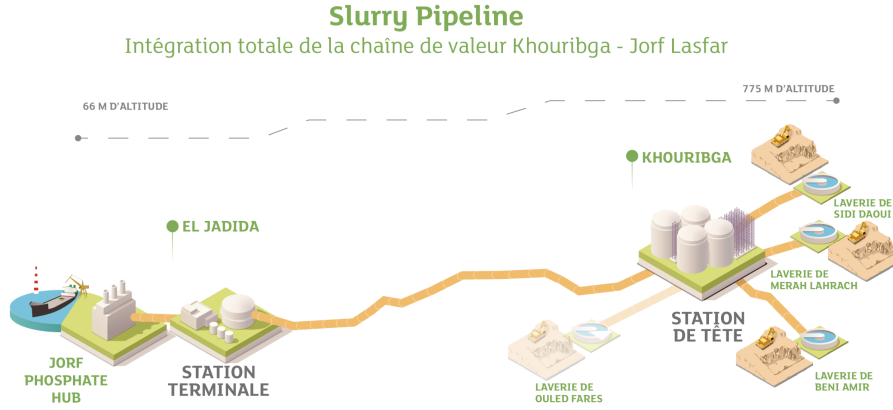 Slurry Pipeline
Intégration totale de la chaîne de valeur Khouribga - Jorf Lasfar
775 M D'ALTITUDE
66 M D'ALTITUDE
KHOURIBGA
LAVERIE DE
SIDI DAOUI
EL JADIDA
LAVERIE DE
MERAH LAHRACH
STATION
DE TÊTE
JORF
PHOSPHATE
HUB
STATION
TERMINALE
LAVERIE DE
OULED FARES
LAVERIE DE
BENI AMIR